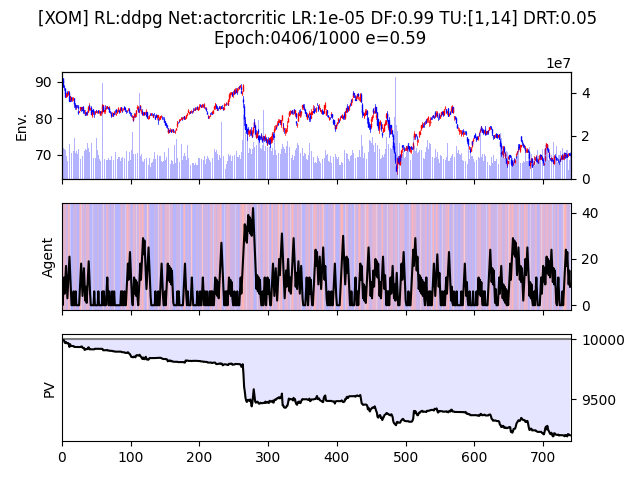 [XOM] RL:ddpg Net:actorcritic LR:1e-05 DF:0.99 TU:[1,14] DRT:0.05
Epoch:0406/1000 e=0.59
1e7
90
80
70
Env.
4
2
0
Agent
40
20
0
PV
10000
9500
0 100 200 300 400 500 600 700